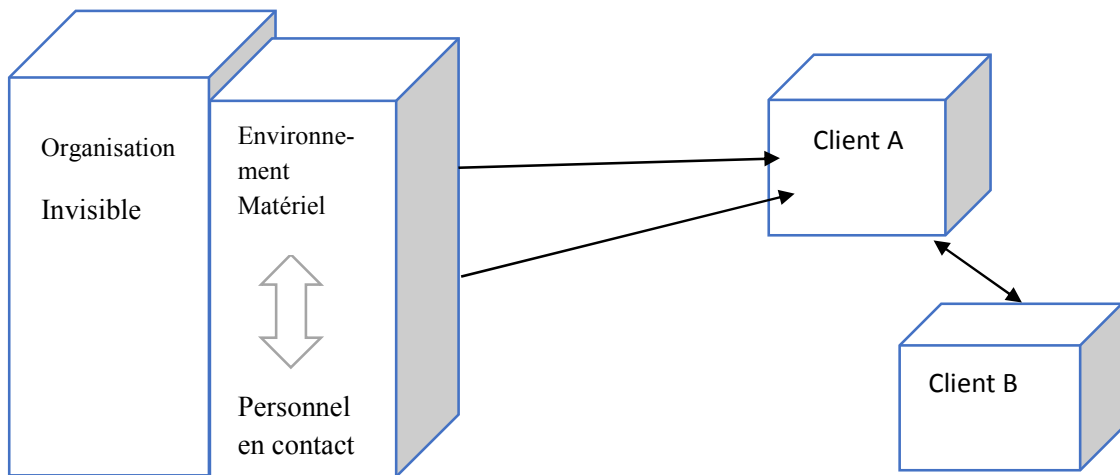 Organisation
Invisible
Environne-
ment
Matériel
Personnel
en contact
Client A
Client B